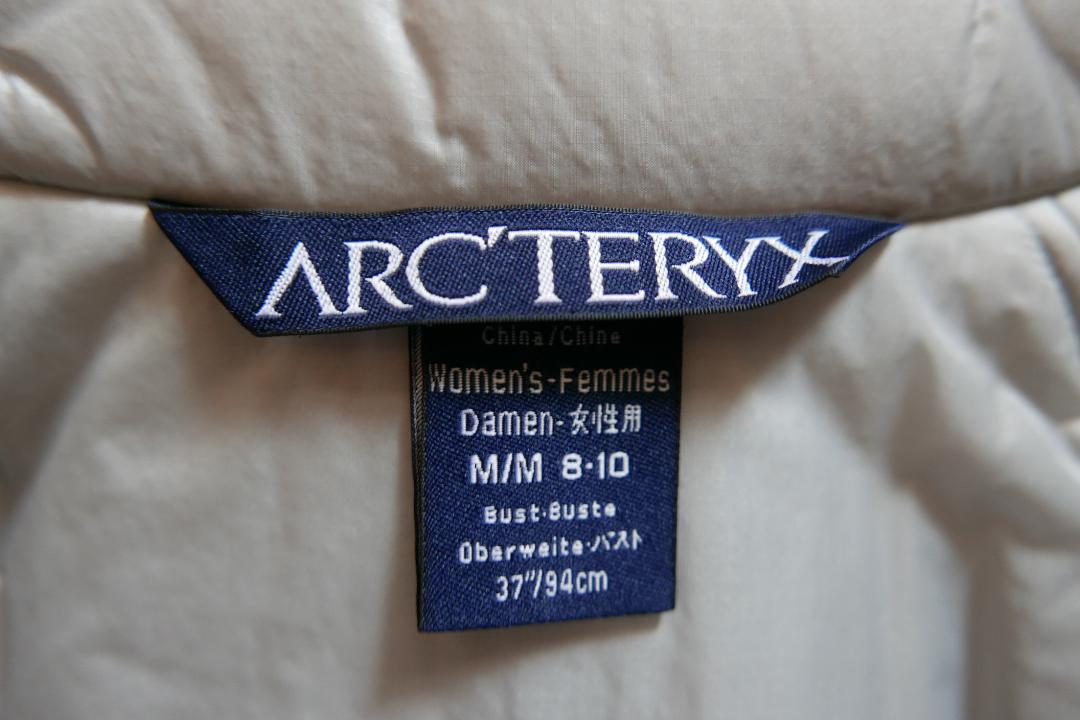 ARC'TERYX
China/Chine
Women's-Femmes
Damen-女性用
M/M 8·10
Bust·Buste
Oberweite·バスト
37"/94cm